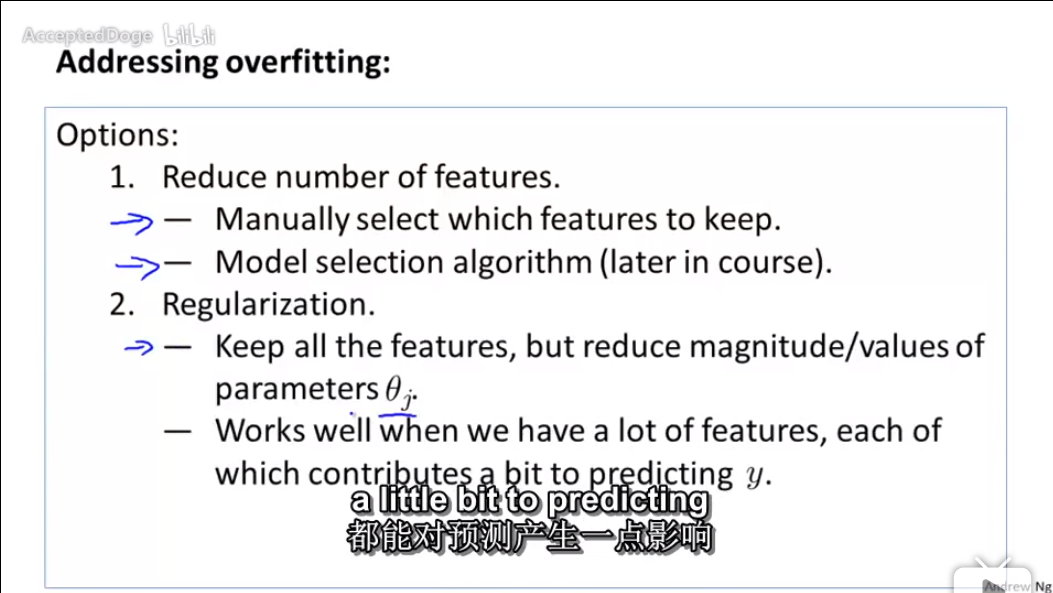 AcceptedDoge bilibili
Addressing overfitting:
Options:
1. Reduce number of features.
— Manually select which features to keep.
— Model selection algorithm (later in course).
2. Regularization.
— Keep all the features, but reduce magnitude/values of
parameters θj.
— Works well when we have a lot of features, each of
which contributes a bit to predicting y.
a little bit to predicting
都能对预测产生一点影响
Andrew Ng